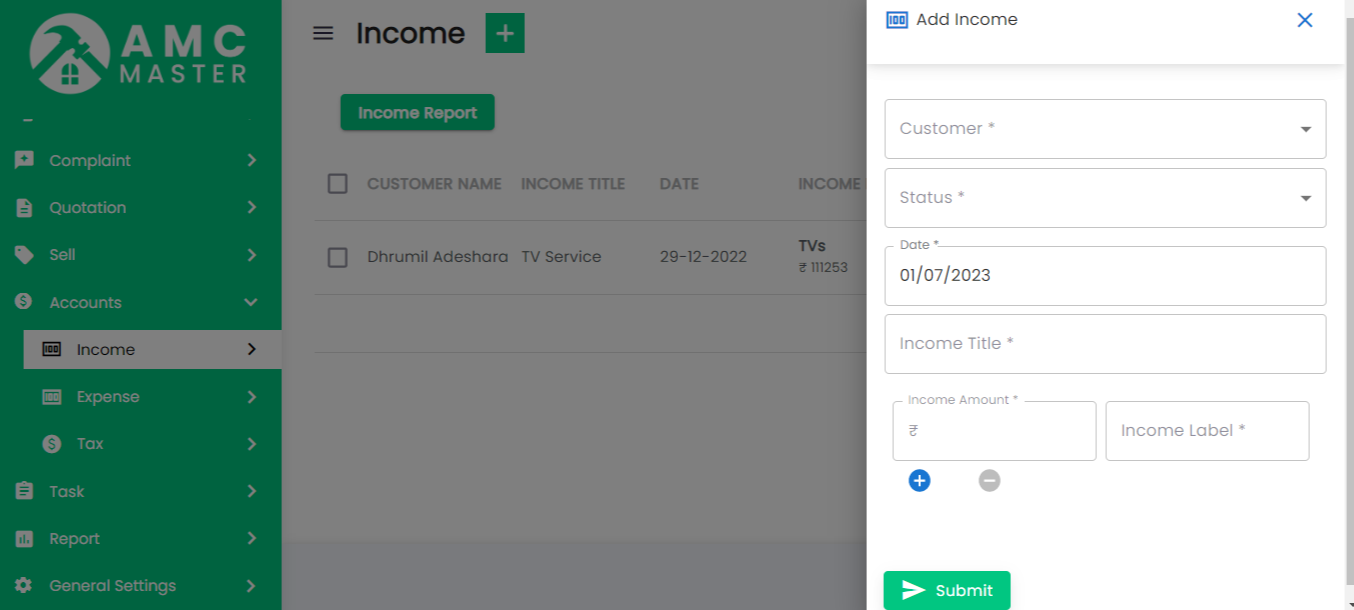 AMC
MASTER
Complaint
Quotation
Sell
Accounts
Income
Expense
Tax
Task
Report
General Settings
Income
Income Report
CUSTOMER NAME INCOME TITLE DATE INCOME
Dhrumil Adeshara TV Service 29-12-2022 TVs
₹ 111253
Add Income
Customer *
Status *
Date *
01/07/2023
Income Title *
Income Amount *
₹
Income Label *
Submit